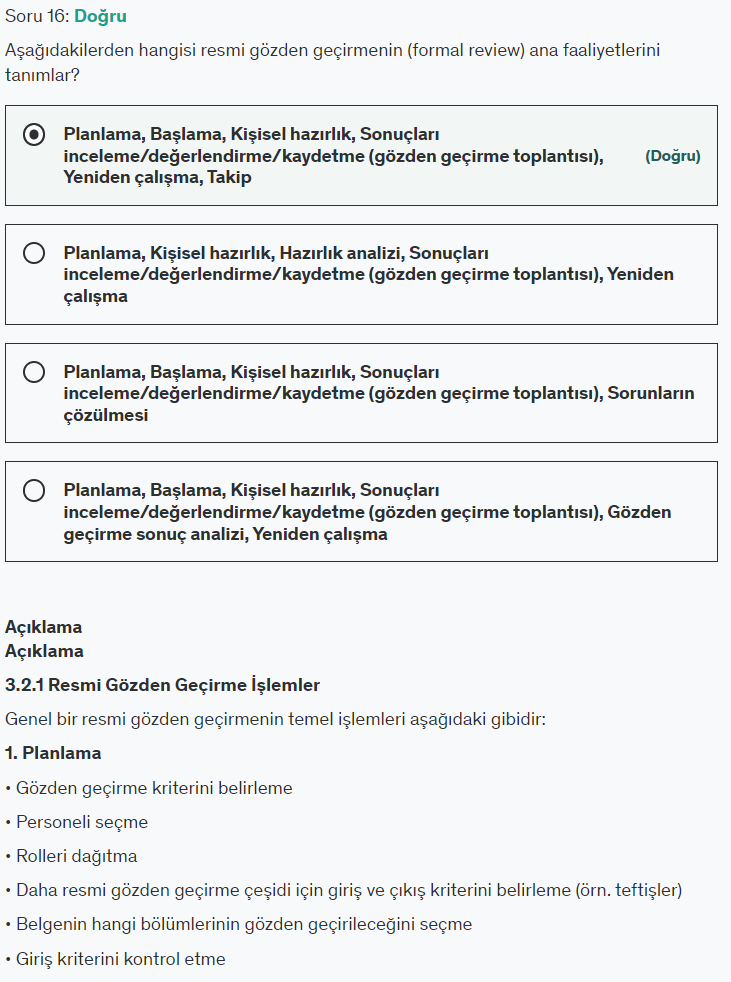 Soru 16: Doğru
Aşağıdakilerden hangisi resmi gözden geçirmenin (formal review) ana faaliyetlerini
tanımlar?
Planlama, Başlama, Kişisel hazırlık, Sonuçları
inceleme/değerlendirme/kaydetme (gözden geçirme toplantısı),
Yeniden çalışma, Takip
(Doğru)
Planlama, Kişisel hazırlık, Hazırlık analizi, Sonuçları
inceleme/değerlendirme/kaydetme (gözden geçirme toplantısı), Yeniden
çalışma
Planlama, Başlama, Kişisel hazırlık, Sonuçları
inceleme/değerlendirme/kaydetme (gözden geçirme toplantısı), Sorunların
çözülmesi
Planlama, Başlama, Kişisel hazırlık, Sonuçları
inceleme/değerlendirme/kaydetme (gözden geçirme toplantısı), Gözden
geçirme sonuç analizi, Yeniden çalışma
Açıklama
Açıklama
3.2.1 Resmi Gözden Geçirme İşlemler
Genel bir resmi gözden geçirmenin temel işlemleri aşağıdaki gibidir:
1. Planlama
• Gözden geçirme kriterini belirleme
• Personeli seçme
• Rolleri dağıtma
• Daha resmi gözden geçirme çeşidi için giriş ve çıkış kriterini belirleme (örn. teftişler)
• Belgenin hangi bölümlerinin gözden geçirileceğini seçme
• Giriş kriterini kontrol etme